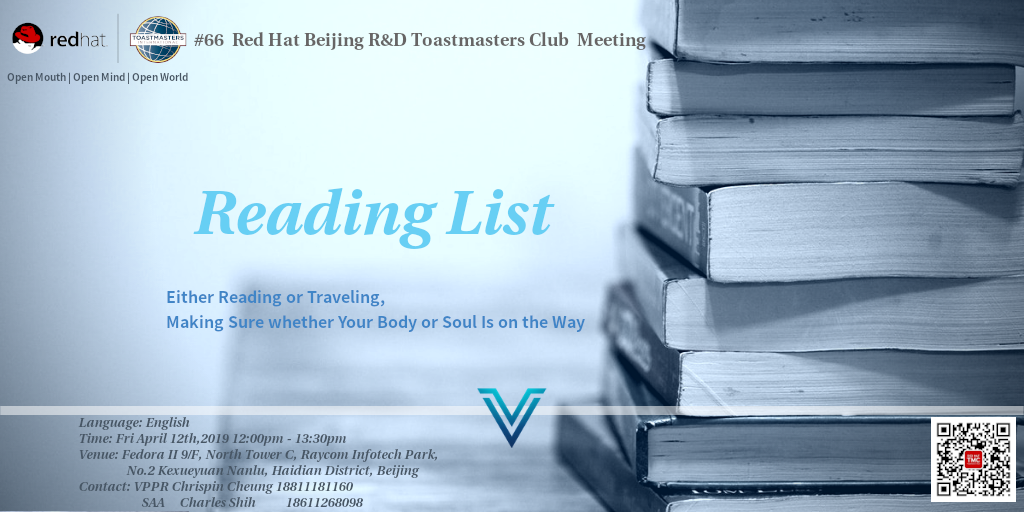 redhat.
TOASTMASTERS
INTERNATIONAL
#66 Red Hat Beijing R&D Toastmasters Club Meeting
Open Mouth | Open Mind | Open World
Reading List
Either Reading or Traveling,
Making Sure whether Your Body or Soul Is on the Way
Language: English
Time: Fri April 12th,2019 12:00pm - 13:30pm
Venue: Fedora II 9/F, North Tower C, Raycom Infotech Park,
No.2 Kexueyuan Nanlu, Haidian District, Beijing
Contact: VPPR Chrispin Cheung 18811181160
SAA Charles Shih 18611268098
TMC